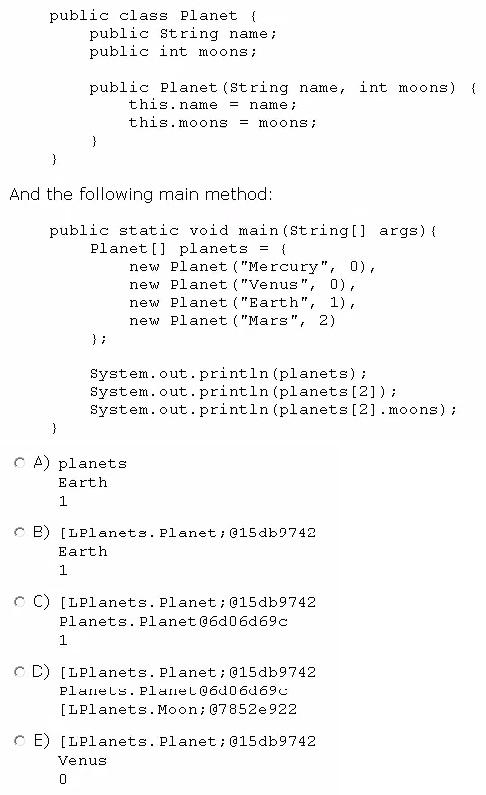 public class Planet {
public String name;
public int moons;
public Planet(String name, int moons) {
this.name = name;
this.moons = moons;
}
}
And the following main method:
public static void main(String[] args){
Planet[] planets = {
new Planet("Mercury", 0),
new Planet("Venus", 0),
new Planet("Earth", 1),
new Planet("Mars", 2)
};
System.out.println(planets);
System.out.println(planets[2]);
System.out.println(planets[2].moons);
}
A) planets
Earth
1
B) [LPlanets.Planet;@15db9742
Earth
1
C) [LPlanets.Planet;@15db9742
Planets.Planet@6d06d69c
1
D) [LPlanets.Planet;@15db9742
Planets.Planet@6d06d69c
[LPlanets.Moon;@7852e922
E) [LPlanets.Planet;@15db9742
Venus
0